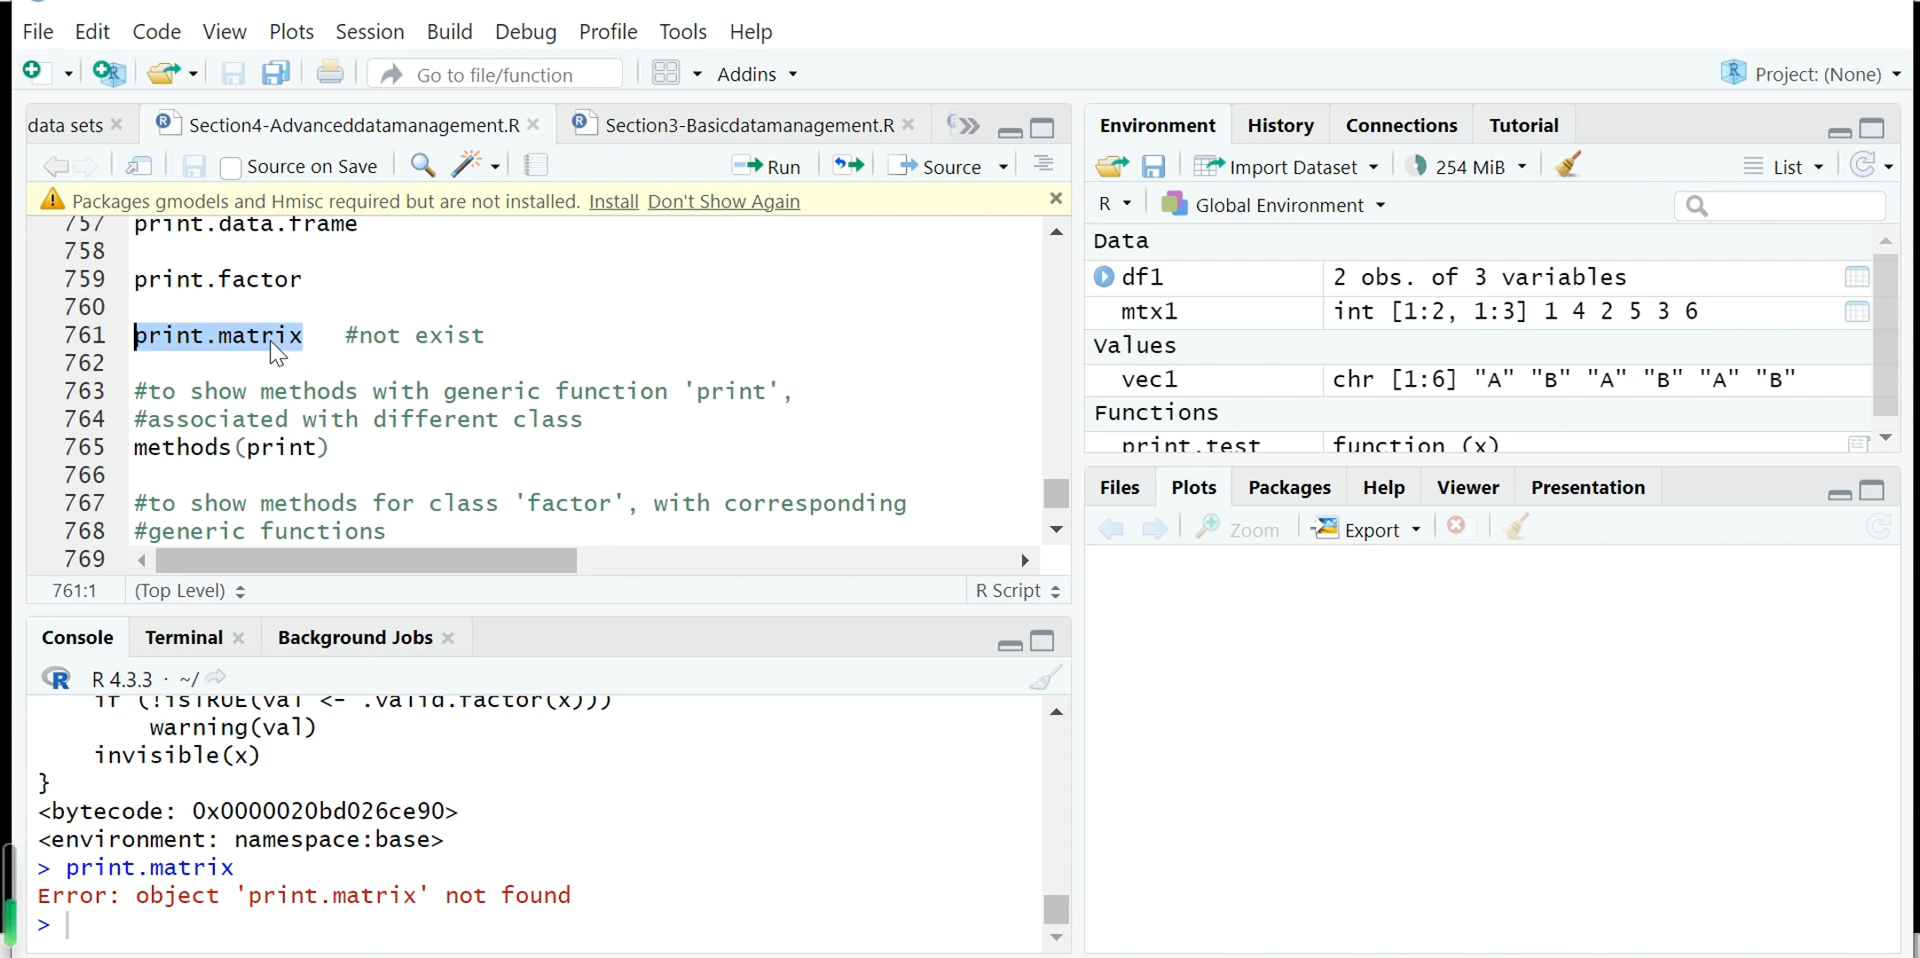 File Edit Code View Plots Session Build Debug Profile Tools Help
Go to file/function Addins Project: (None)
data sets Section4-Advanceddatamanagement.R Section3-Basicdatamanagement.R
Source on Save Run Source
Packages gmodels and Hmisc required but are not installed. Install Don't Show Again
757 print.data.frame
758
759 print.factor
760
761 print.matrix #not exist
762
763 #to show methods with generic function 'print',
764 #associated with different class
765 methods(print)
766
767 #to show methods for class 'factor', with corresponding
768 #generic functions
769
761:1 (Top Level) R Script
Console Terminal Background Jobs
R 4.3.3 · ~/
if (!isTRUE(val <- .valid.factor(x)))
warning(val)
invisible(x)
}
<bytecode: 0x0000020bd026ce90>
<environment: namespace:base>
> print.matrix
Error: object 'print.matrix' not found
>
Environment History Connections Tutorial
Import Dataset 254 MiB List
R Global Environment
Data
df1 2 obs. of 3 variables
mtx1 int [1:2, 1:3] 1 4 2 5 3 6
Values
vec1 chr [1:6] "A" "B" "A" "B" "A" "B"
Functions
print.test function (x)
Files Plots Packages Help Viewer Presentation
Zoom Export